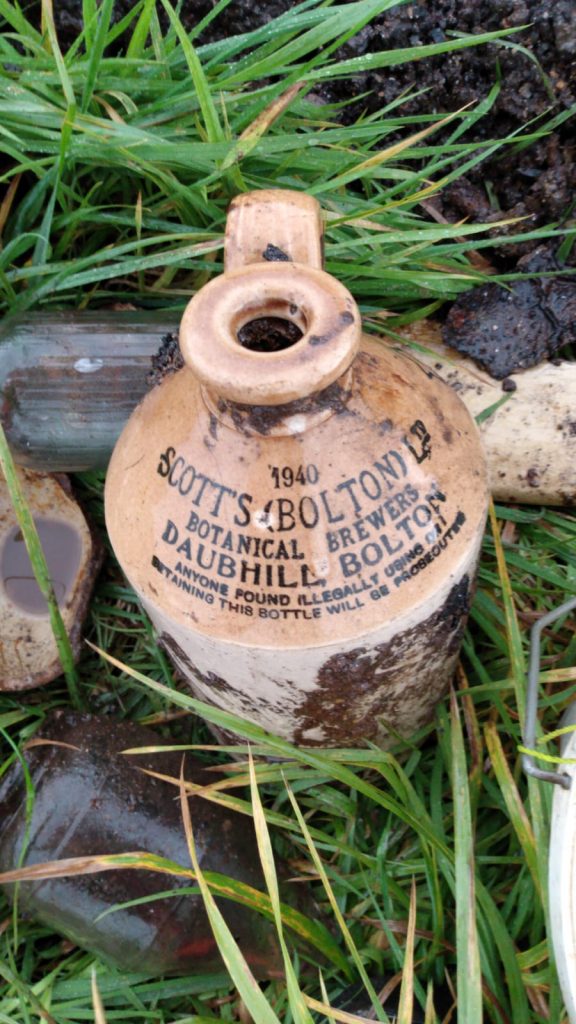 1940
SCOTT'S (BOLTON) LTD
BOTANICAL BREWERS
DAUBHILL, BOLTON
ANYONE FOUND ILLEGALLY USING OR
RETAINING THIS BOTTLE WILL BE PROSECUTED